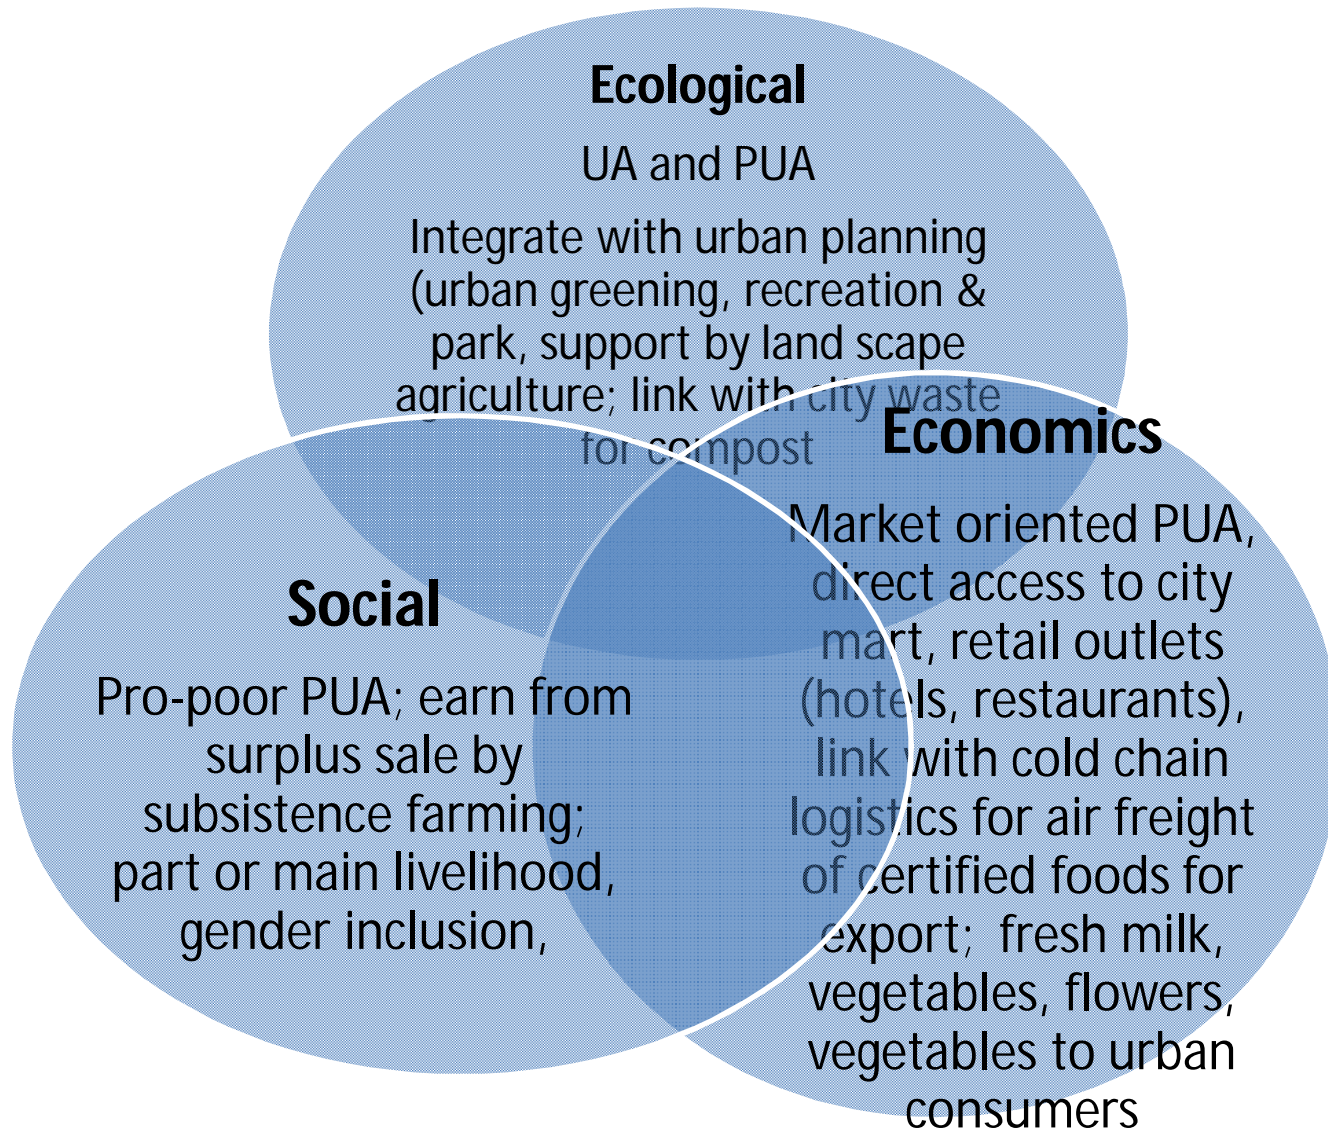 Ecological
UA and PUA
Integrate with urban planning
(urban greening, recreation &
park, support by land scape
agriculture; link with city waste
for compost
Economics
Market oriented PUA,
direct access to city
mart, retail outlets
(hotels, restaurants),
link with cold chain
logistics for air freight
of certified foods for
export;  fresh milk,
vegetables, flowers,
vegetables to urban
consumers
Social
Pro-poor PUA; earn from
surplus sale by
subsistence farming;
part or main livelihood,
gender inclusion,